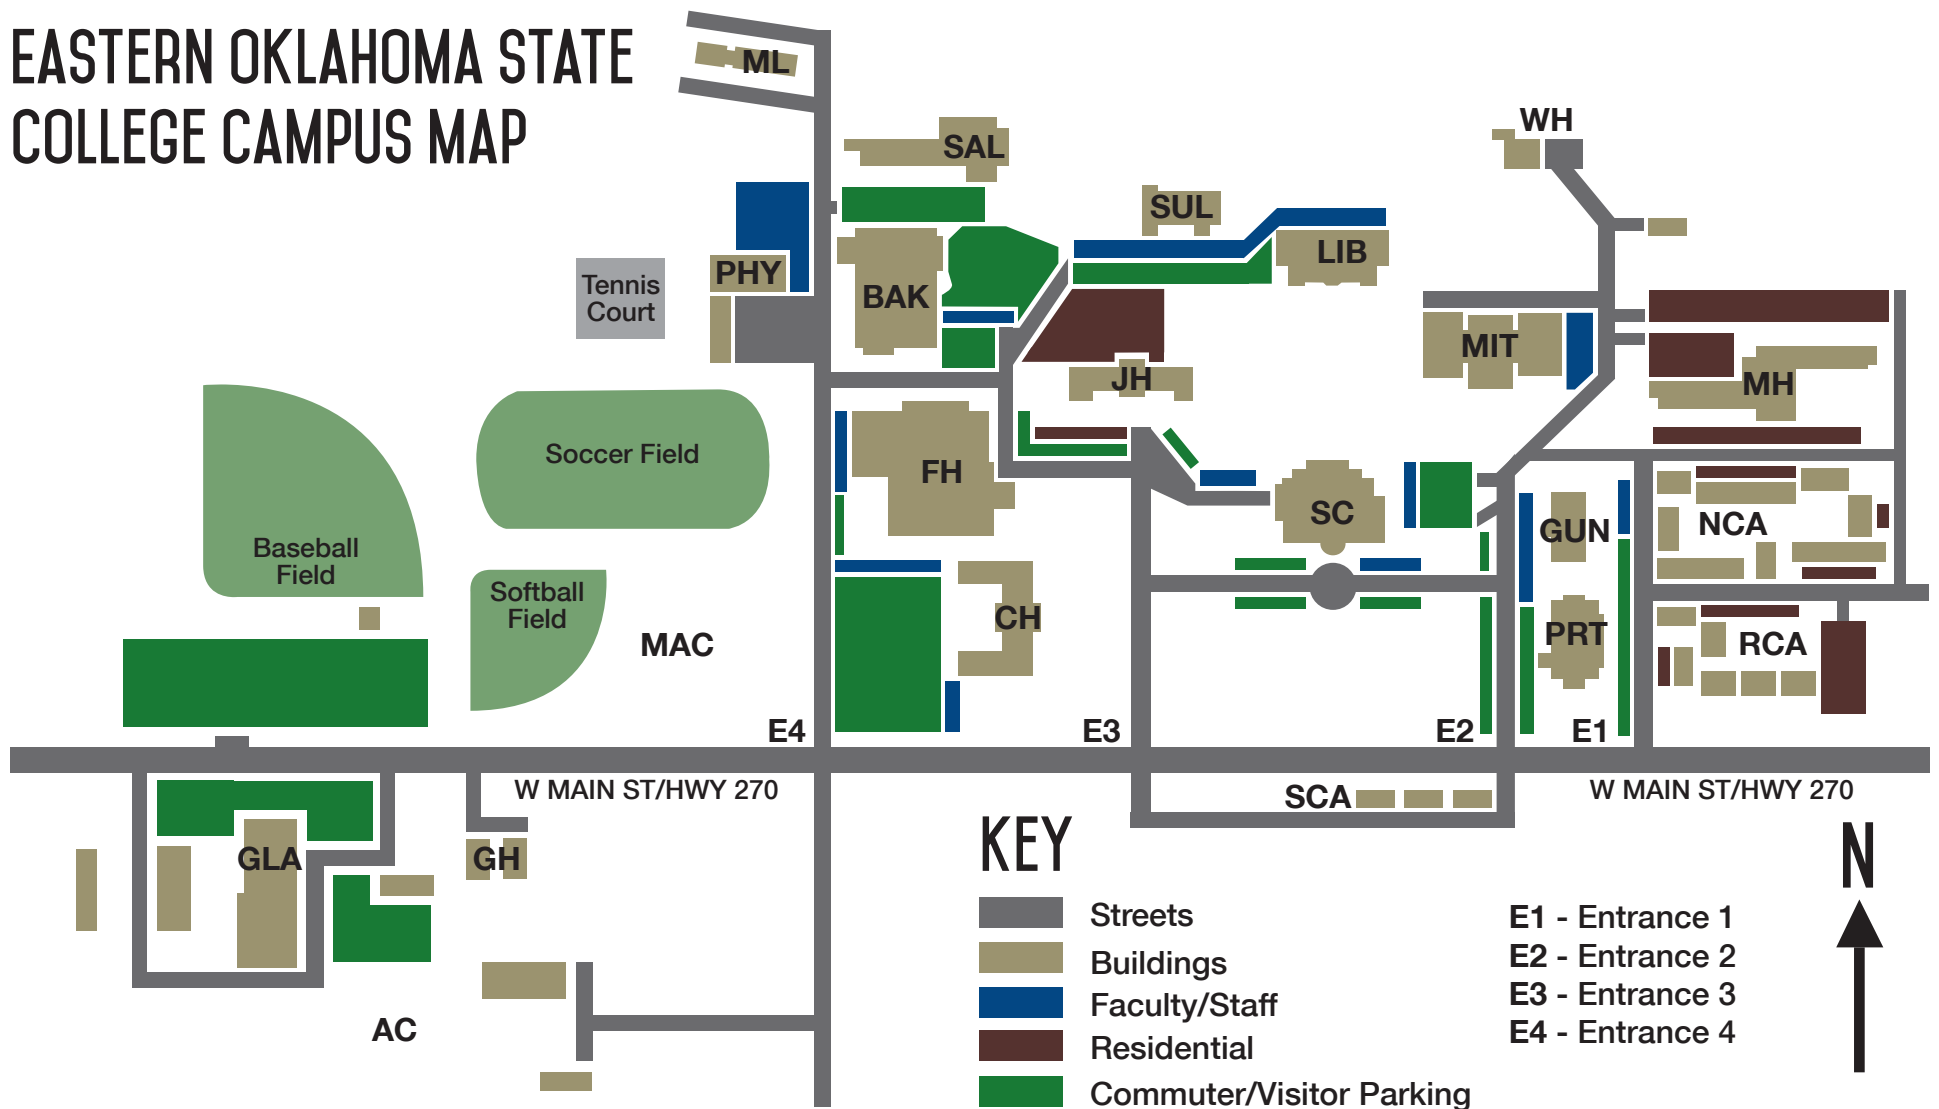 EASTERN OKLAHOMA STATE
COLLEGE CAMPUS MAP
ML
SAL
WH
SUL
LIB
PHY
Tennis
Court
BAK
MIT
JH
MH
Soccer Field
FH
SC
GUN
NCA
Baseball
Field
Softball
Field
CH
MAC
PRT
RCA
E4
E3
E2
E1
W MAIN ST/HWY 270
SCA
W MAIN ST/HWY 270
GLA
GH
AC
KEY
Streets
Buildings
Faculty/Staff
Residential
Commuter/Visitor Parking
E1 - Entrance 1
E2 - Entrance 2
E3 - Entrance 3
E4 - Entrance 4
N